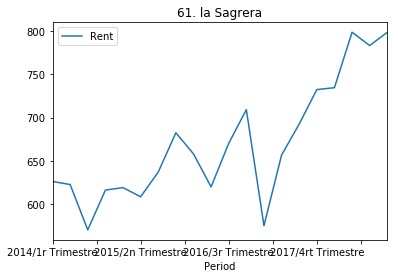 61. la Sagrera
Rent
800
750
700
650
600
2014/1r Trimestre 2015/2n Trimestre 2016/3r Trimestre 2017/4rt Trimestre
Period